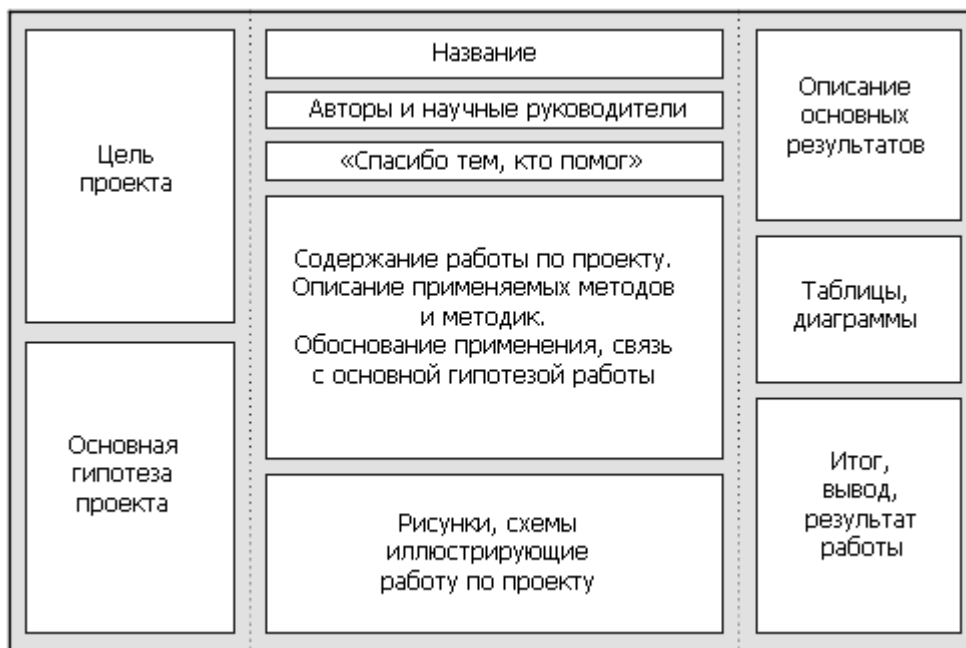 Цель
проекта
Основная
гипотеза
проекта
Название
Авторы и научные руководители
«Спасибо тем, кто помог»
Содержание работы по проекту.
Описание применяемых методов
и методик.
Обоснование применения, связь
с основной гипотезой работы
Рисунки, схемы
иллюстрирующие
работу по проекту
Описание
основных
результатов
Таблицы,
диаграммы
Итог,
вывод,
результат
работы